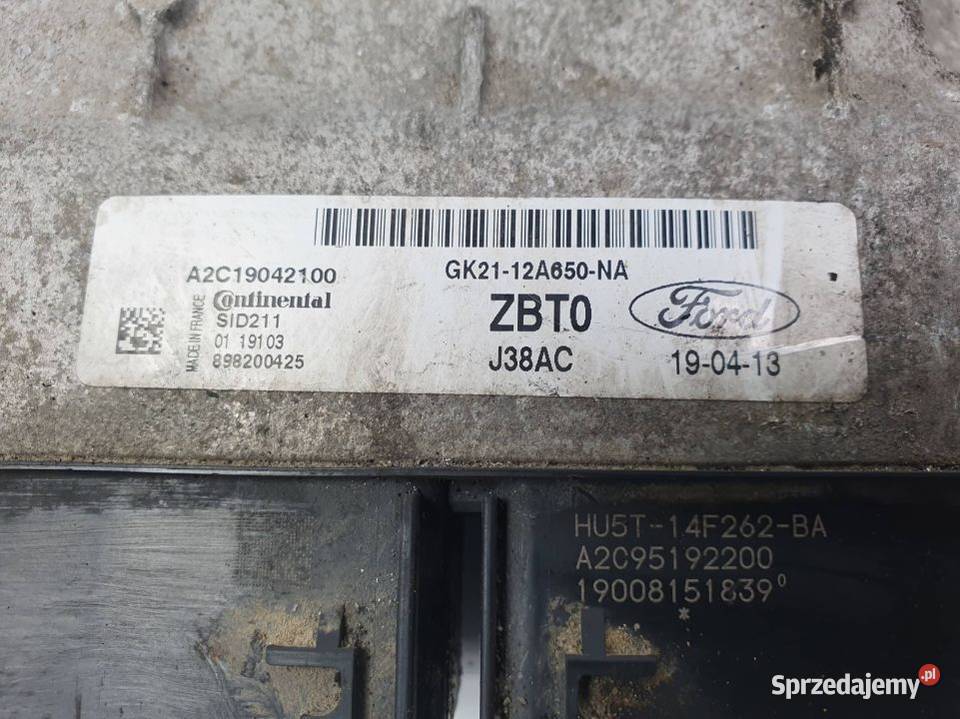 A2C19042100
Continental
SID211
01 19103
898200425
MADE IN FRANCE
GK21-12A650-NA
ZBT0
J38AC
Ford
19-04-13
HU5T-14F262-BA
A2C95192200
19008151839⁰
*
Sprzedajemy.pl